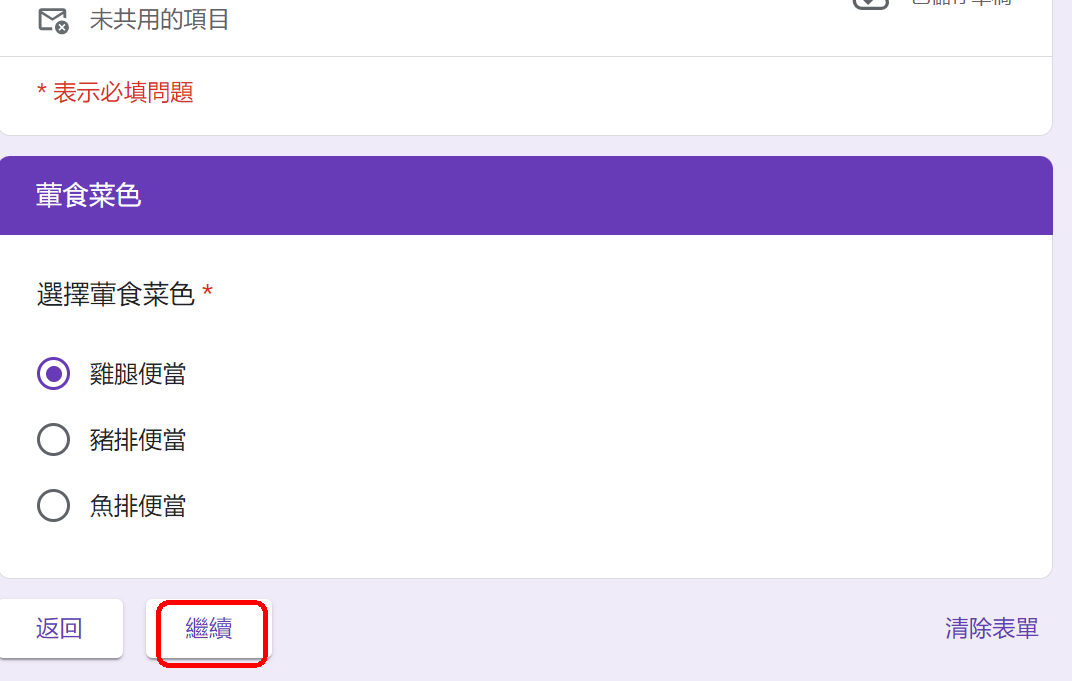 未共用的項目
* 表示必填問題
葷食菜色
選擇葷食菜色 *
雞腿便當
豬排便當
魚排便當
返回
繼續
清除表單